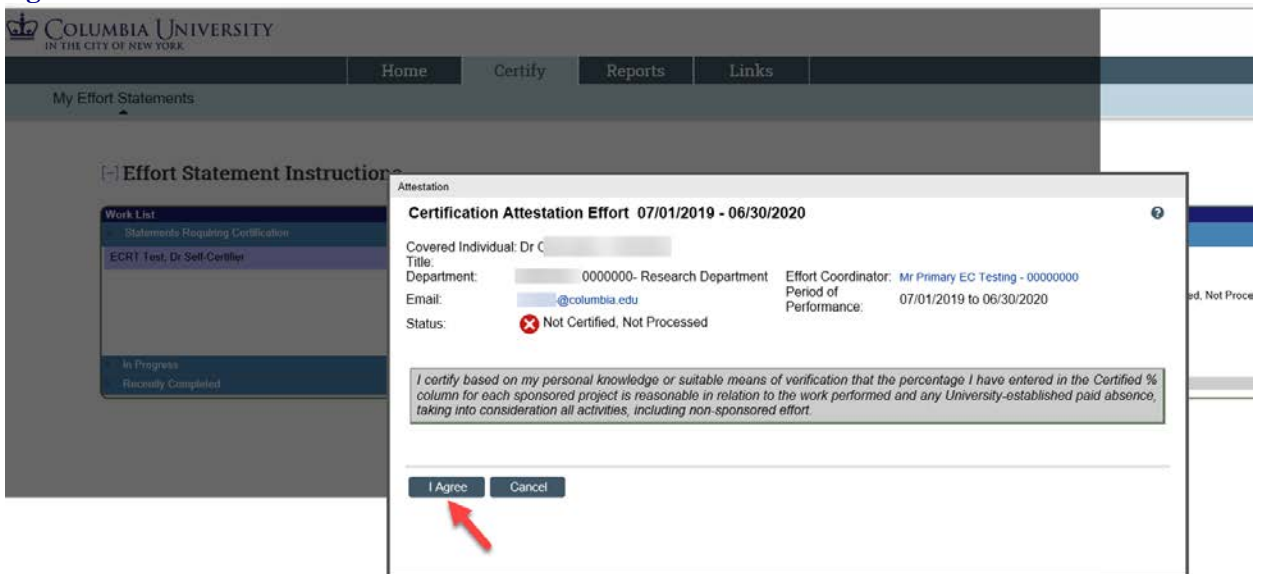 COLUMBIA UNIVERSITY
IN THE CITY OF NEW YORK
Home Certify Reports Links
My Effort Statements
[-] Effort Statement Instructions
Work List
Statements Requiring Certification
ECRT Test, Dr Self-Certifier
In Progress
Recently Completed
Attestation
Certification Attestation Effort 07/01/2019 - 06/30/2020
Covered Individual: Dr
Title:
Department: 0000000- Research Department Effort Coordinator: Mr Primary EC Testing - 00000000
Email: @columbia.edu Period of Performance: 07/01/2019 to 06/30/2020
Status: Not Certified, Not Processed
ed, Not Proce
I certify based on my personal knowledge or suitable means of verification that the percentage I have entered in the Certified %
column for each sponsored project is reasonable in relation to the work performed and any University-established paid absence,
taking into consideration all activities, including non-sponsored effort.
I Agree Cancel